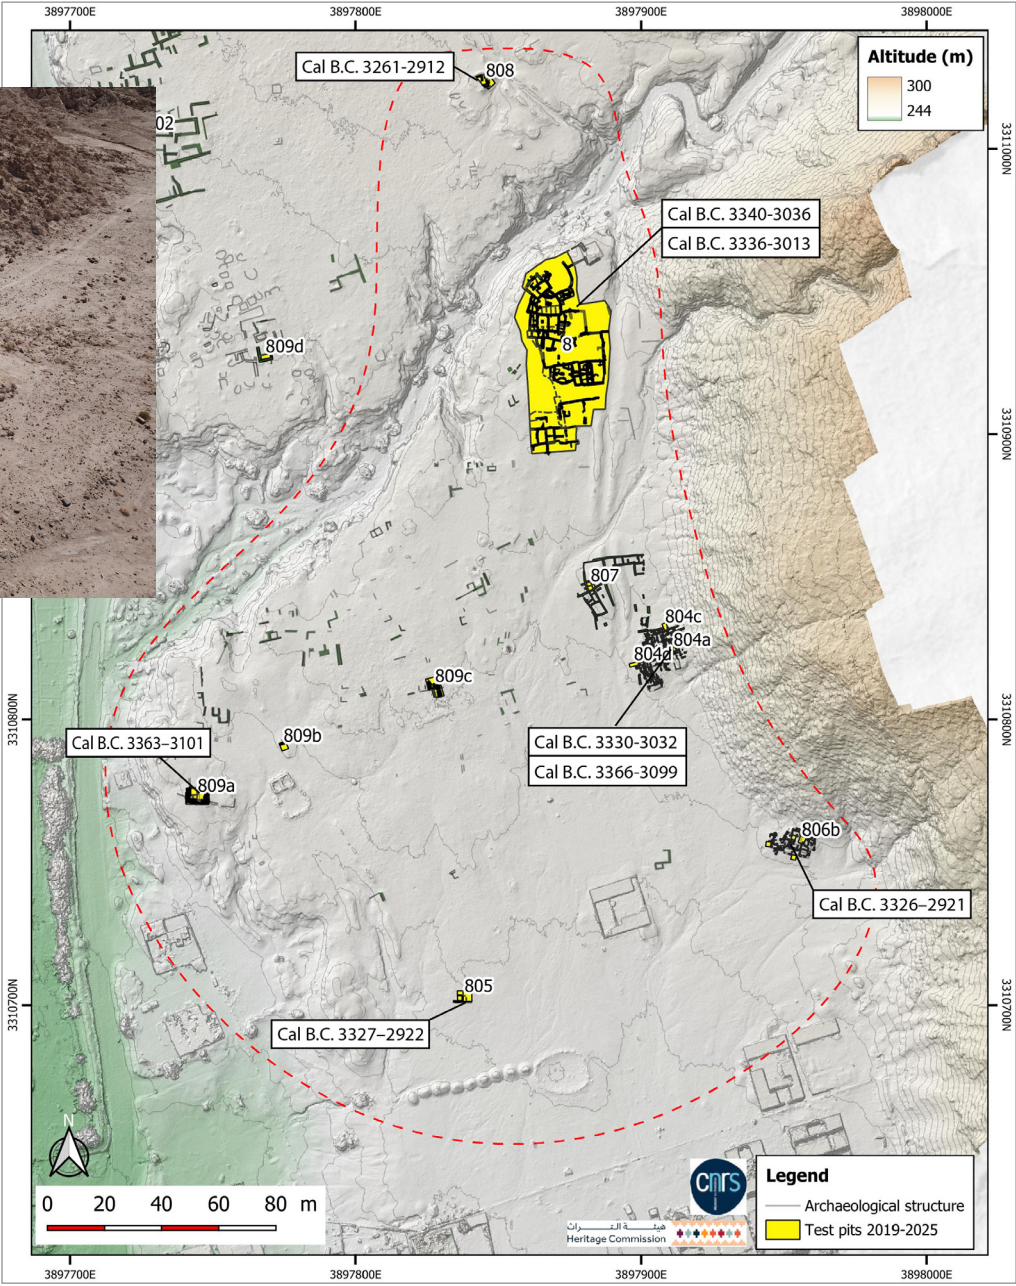 3897700E
3897800E
3897900E
3898000E
Altitude (m)
300
244
Cal B.C. 3261-2912
808
02
3311000N
Cal B.C. 3340-3036
Cal B.C. 3336-3013
809d
8
3310900N
807
804c
804a
804d
809c
3310800N
3310800N
809b
Cal B.C. 3363–3101
Cal B.C. 3330-3032
Cal B.C. 3366-3099
809a
806b
Cal B.C. 3326–2921
805
3310700N
3310700N
Cal B.C. 3327–2922
N
0 20 40 60 80 m
cnrs
هيئة التراث
Heritage Commission
Legend
Archaeological structure
Test pits 2019-2025
3897700E
3897800E
3897900E
3898000E